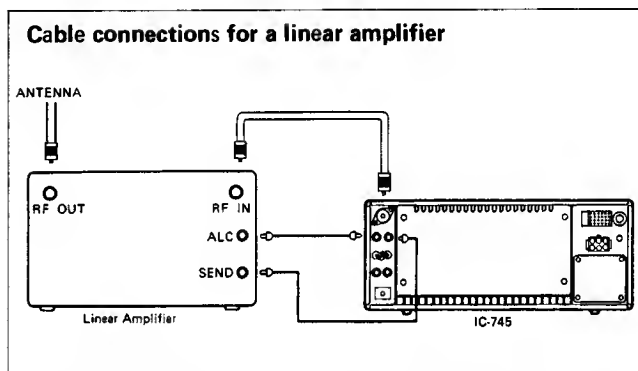 Cable connections for a linear amplifier
ANTENNA
RF OUT
RF IN
ALC
SEND
Linear Amplifier
IC-745